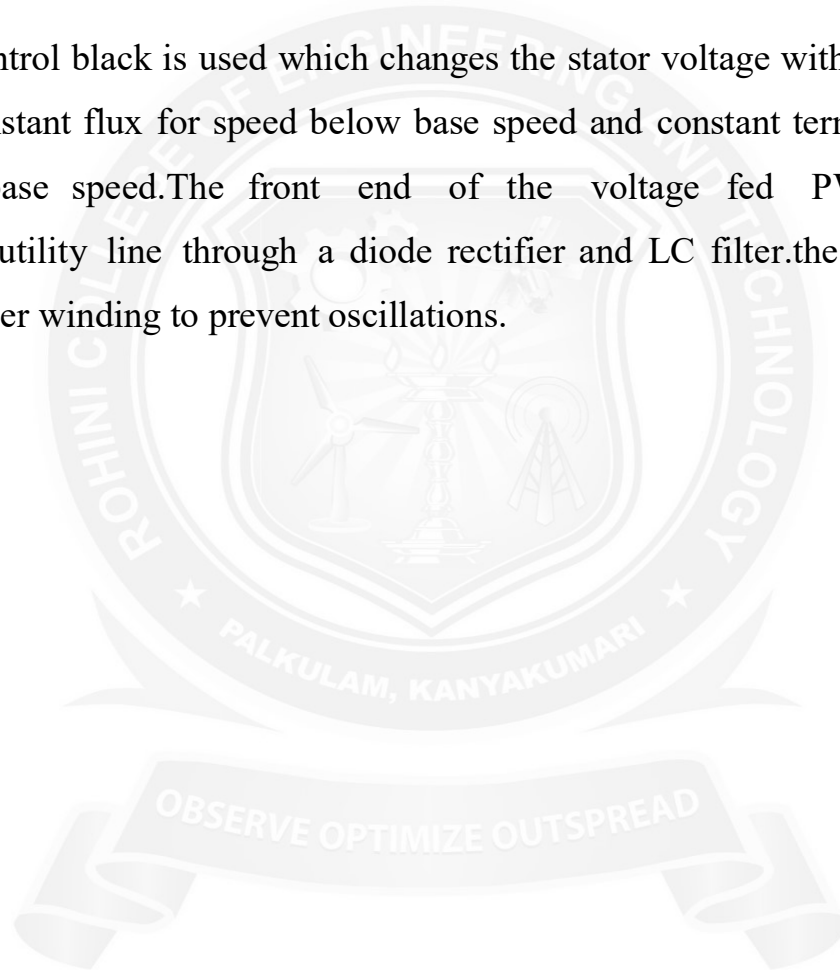 ntrol black is used which changes the stator voltage with
stant flux for speed below base speed and constant terr
ase speed.The front end of the voltage fed PV
utility line through a diode rectifier and LC filter.the
er winding to prevent oscillations.
ROHINI COLLEGE OF ENGINEERING AND TECHNOLOGY
PALKULAM, KANYAKUMARI
OBSERVE OPTIMIZE OUTSPREAD